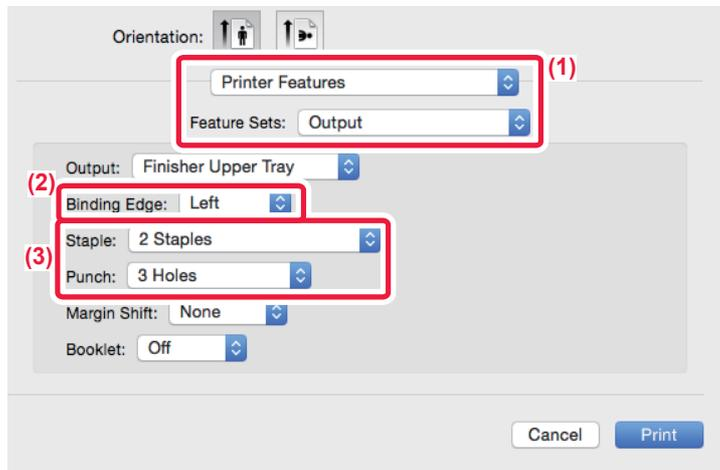 Orientation:
(1)
Printer Features
Feature Sets: Output
Output: Finisher Upper Tray
(2)
Binding Edge: Left
Staple: 2 Staples
(3)
Punch: 3 Holes
Margin Shift: None
Booklet: Off
Cancel Print